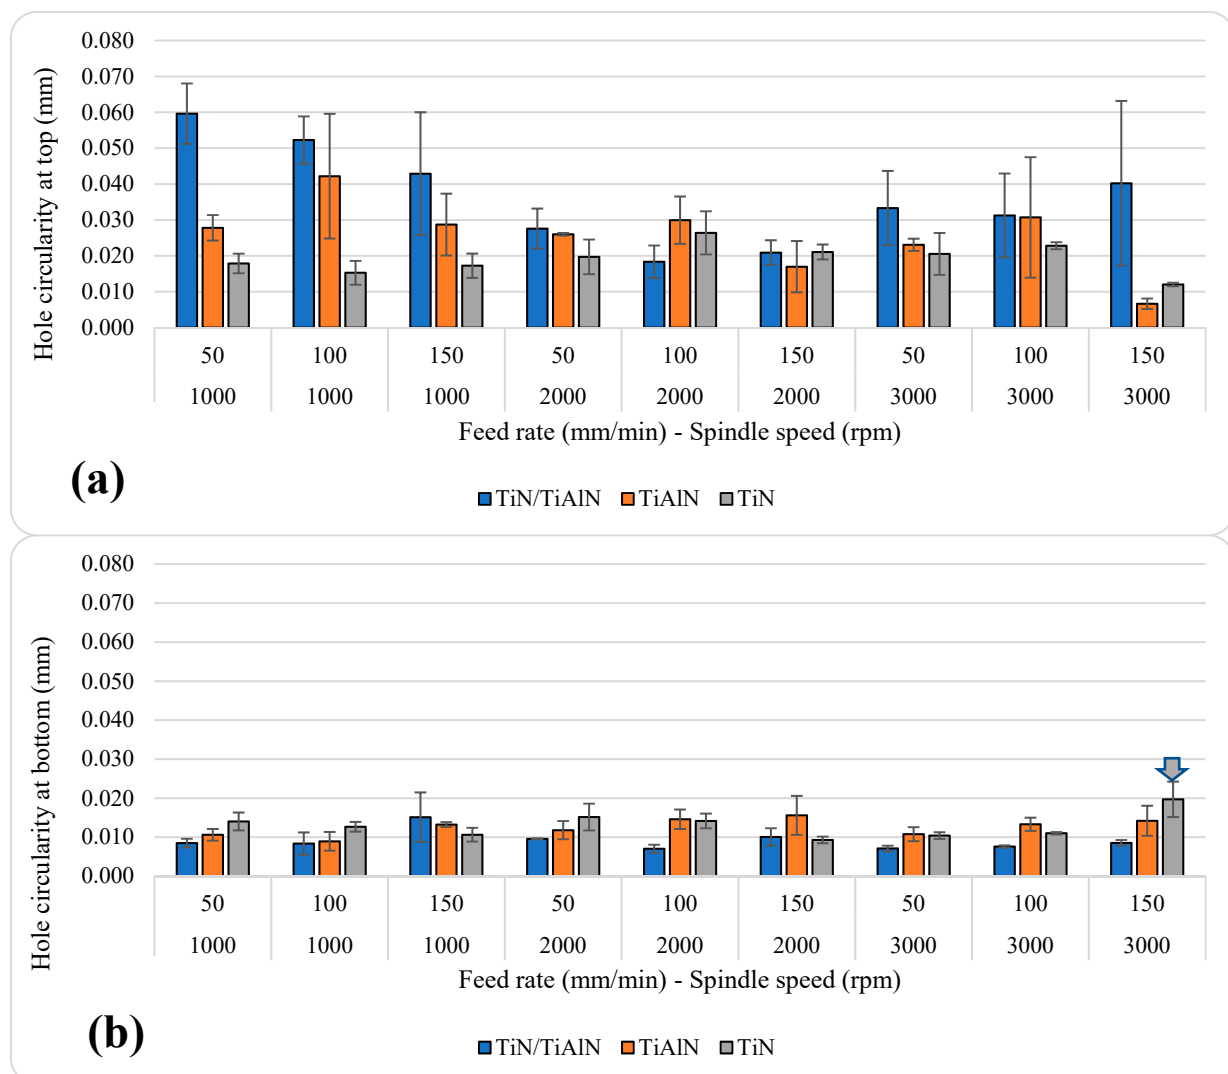 Hole circularity at top (mm)
0.080
0.070
0.060
0.050
0.040
0.030
0.020
0.010
0.000
50 100 150 50 100 150 50 100 150
1000 1000 1000 2000 2000 2000 3000 3000 3000
Feed rate (mm/min) - Spindle speed (rpm)
(a)
TiN/TiAlN TiAlN TiN
Hole circularity at bottom (mm)
0.080
0.070
0.060
0.050
0.040
0.030
0.020
0.010
0.000
50 100 150 50 100 150 50 100 150
1000 1000 1000 2000 2000 2000 3000 3000 3000
Feed rate (mm/min) - Spindle speed (rpm)
(b)
TiN/TiAlN TiAlN TiN